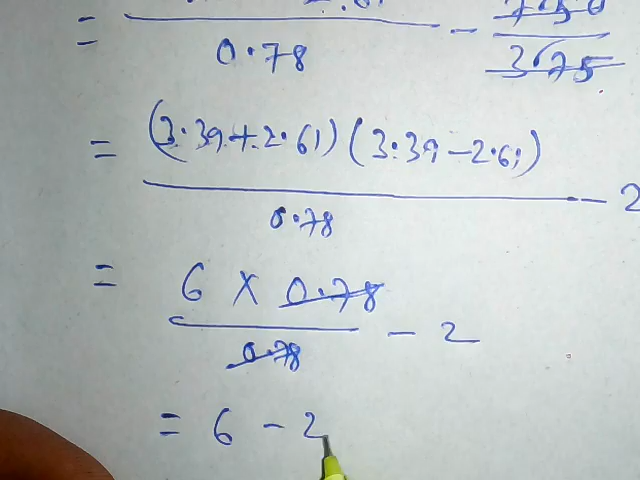 = 0.78 - 3.75
= (3.39+2.61)(3.39-2.61)
0.78 - 2
= 6 × 0.78
0.78 - 2
= 6 - 2